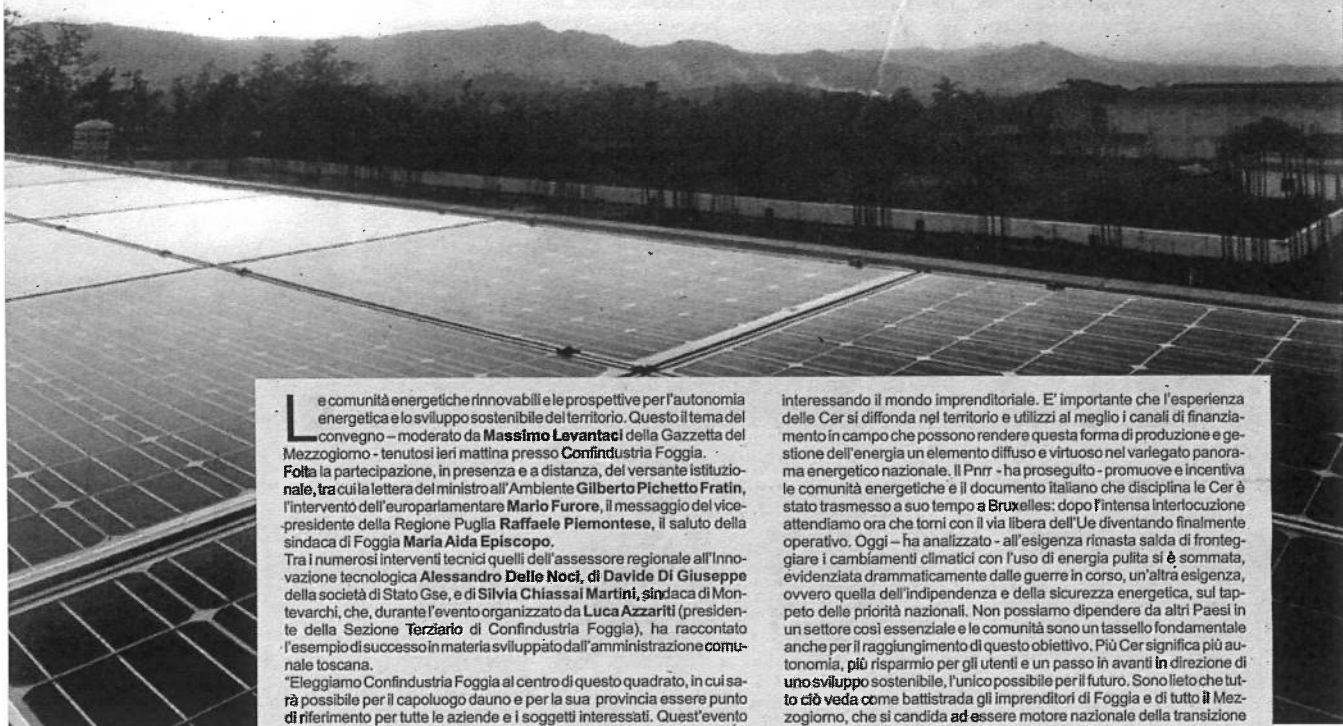 Le comunità energetiche rinnovabili e le prospettive per l'autonomia
energetica e lo sviluppo sostenibile del territorio. Questo il tema del
convegno – moderato da Massimo Levantaci della Gazzetta del
Mezzogiorno - tenutosi ieri mattina presso Confindustria Foggia.
Folta la partecipazione, in presenza e a distanza, del versante istituzio-
nale, tra cui la lettera del ministro all'Ambiente Gilberto Pichetto Fratin,
l'intervento dell'europarlamentare Mario Furore, il messaggio del vice-
presidente della Regione Puglia Raffaele Piemontese, il saluto della
sindaca di Foggia Maria Aida Episcopo.
Tra i numerosi interventi tecnici quelli dell'assessore regionale all'Inno-
vazione tecnologica Alessandro Delle Noci, di Davide Di Giuseppe
della società di Stato Gse, e di Silvia Chiassai Martini, sindaca di Mon-
tevarchi, che, durante l'evento organizzato da Luca Azzariti (presiden-
te della Sezione Terziario di Confindustria Foggia), ha raccontato
l'esempio di successo in materia sviluppato dall'amministrazione comu-
nale toscana.
"Eleggiamo Confindustria Foggia al centro di questo quadrato, in cui sa-
rà possibile per il capoluogo dauno e per la sua provincia essere punto
di riferimento per tutte le aziende e i soggetti interessati. Quest'evento
interessando il mondo imprenditoriale. E' importante che l'esperienza
delle Cer si diffonda nel territorio e utilizzi al meglio i canali di finanzia-
mento in campo che possono rendere questa forma di produzione e ge-
stione dell'energia un elemento diffuso e virtuoso nel variegato panora-
ma energetico nazionale. Il Pnrr - ha proseguito - promuove e incentiva
le comunità energetiche e il documento italiano che disciplina le Cer è
stato trasmesso a suo tempo a Bruxelles: dopo l'intensa interlocuzione
attendiamo ora che torni con il via libera dell'Ue diventando finalmente
operativo. Oggi – ha analizzato - all'esigenza rimasta salda di fronteg-
giare i cambiamenti climatici con l'uso di energia pulita si è sommata,
evidenziata drammaticamente dalle guerre in corso, un'altra esigenza,
ovvero quella dell'indipendenza e della sicurezza energetica, sul tap-
peto delle priorità nazionali. Non possiamo dipendere da altri Paesi in
un settore così essenziale e le comunità sono un tassello fondamentale
anche per il raggiungimento di questo obiettivo. Più Cer significa più au-
tonomia, più risparmio per gli utenti e un passo in avanti in direzione di
uno sviluppo sostenibile, l'unico possibile per il futuro. Sono lieto che tut-
to ciò veda come battistrada gli imprenditori di Foggia e di tutto il Mez-
zogiorno, che si candida ad essere motore nazionale della transizione